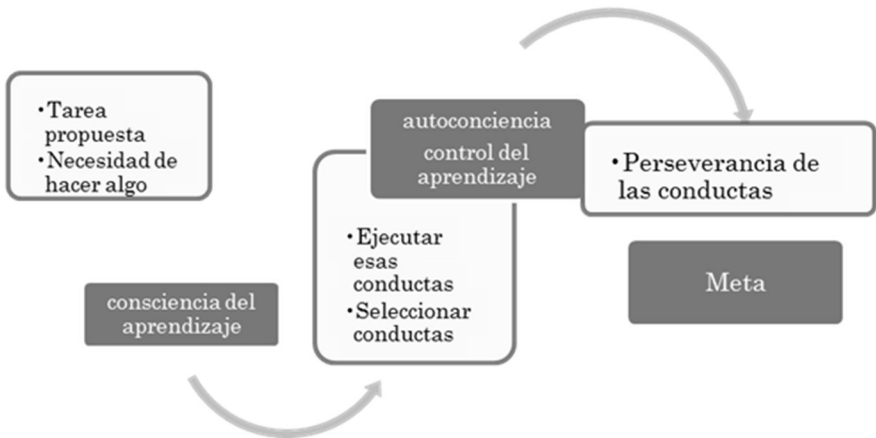 •Tarea
propuesta
•Necesidad de
hacer algo
consciencia del
aprendizaje
autoconciencia
control del
aprendizaje
•Ejecutar
esas
conductas
•Seleccionar
conductas
•Perseverancia de
las conductas
Meta